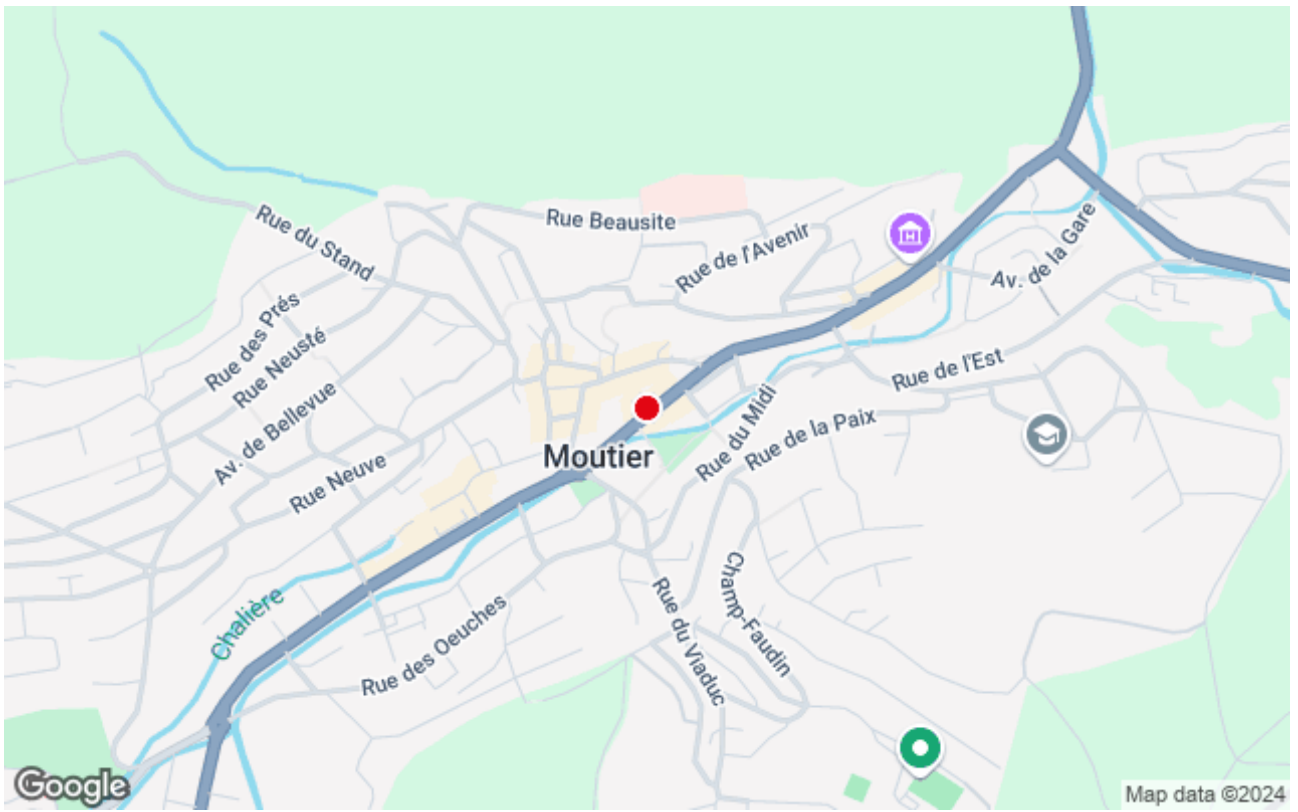 Rue du Stand
Rue Beausite
Rue de l'Avenir
Av. de la Gare
Rue des Prés
Rue Neusté
Av. de Bellevue
Rue Neuve
Moutier
Rue du Midi
Rue de la Paix
Rue de l'Est
Chalière
Rue des Oeuches
Rue du Viaduc
Champ-Faudin
Google
Map data ©2024